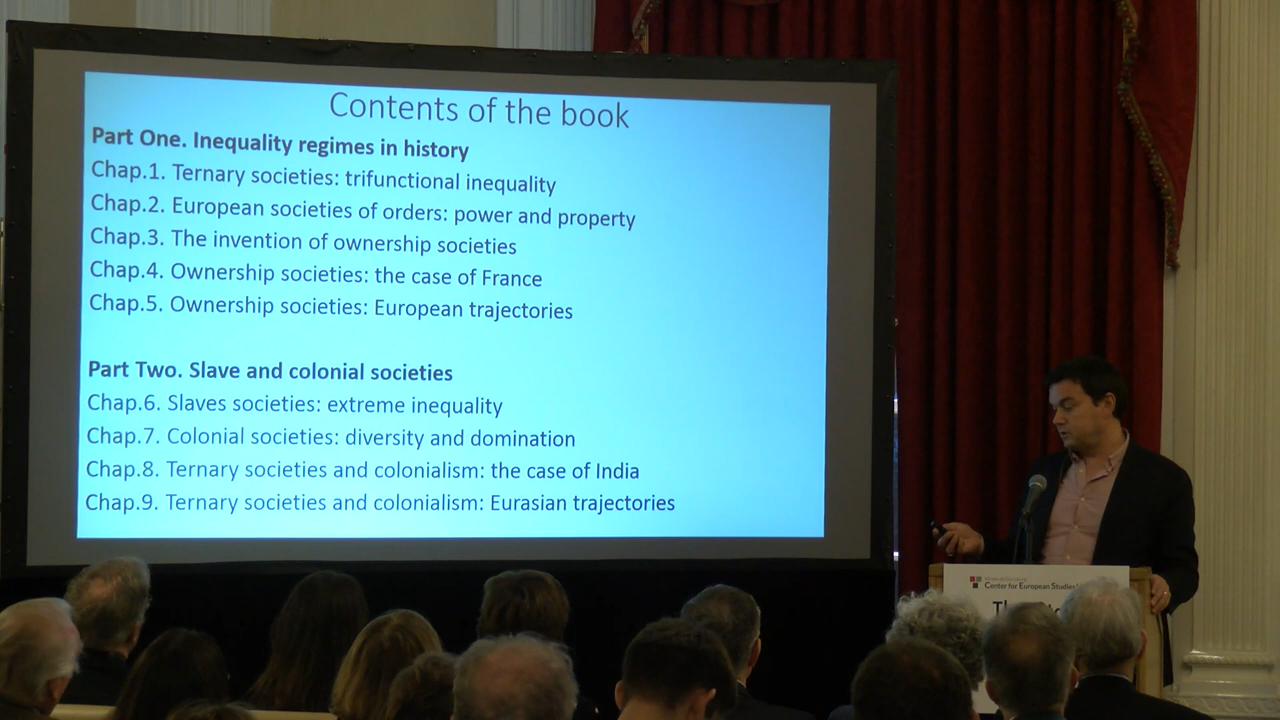 Contents of the book
Part One. Inequality regimes in history
Chap.1. Ternary societies: trifunctional inequality
Chap.2. European societies of orders: power and property
Chap.3. The invention of ownership societies
Chap.4. Ownership societies: the case of France
Chap.5. Ownership societies: European trajectories
Part Two. Slave and colonial societies
Chap.6. Slaves societies: extreme inequality
Chap.7. Colonial societies: diversity and domination
Chap.8. Ternary societies and colonialism: the case of India
Chap.9. Ternary societies and colonialism: Eurasian trajectories
Center for European Studies